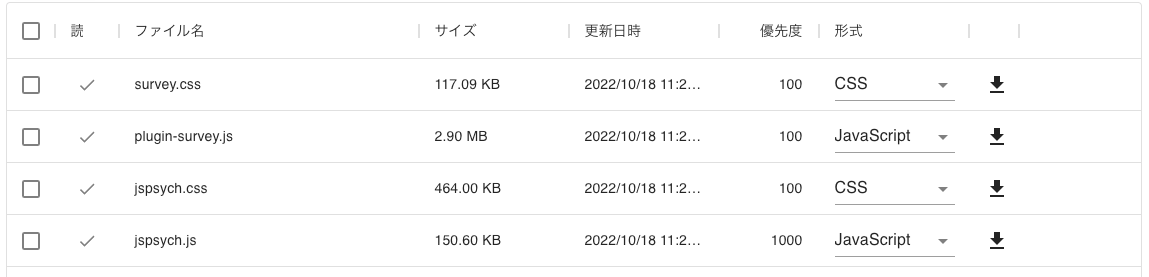 読 ファイル名 サイズ 更新日時 優先度 形式
survey.css 117.09 KB 2022/10/18 11:2... 100 CSS
plugin-survey.js 2.90 MB 2022/10/18 11:2... 100 JavaScript
jspsych.css 464.00 KB 2022/10/18 11:2... 100 CSS
jspsych.js 150.60 KB 2022/10/18 11:2... 1000 JavaScript